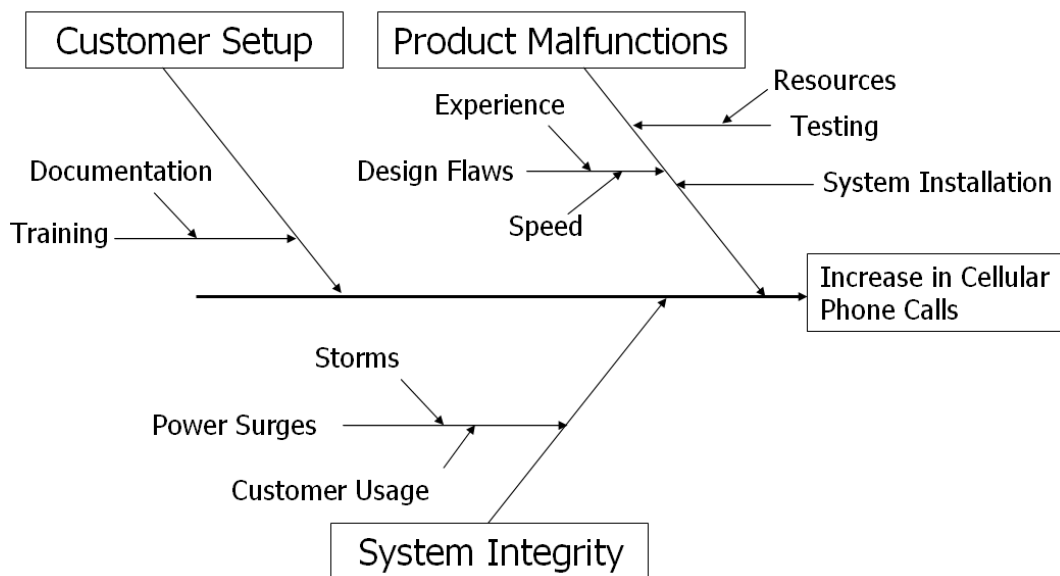 Customer Setup
Product Malfunctions
Resources
Experience
Testing
Documentation
Design Flaws
System Installation
Training
Speed
Increase in Cellular
Phone Calls
Storms
Power Surges
Customer Usage
System Integrity